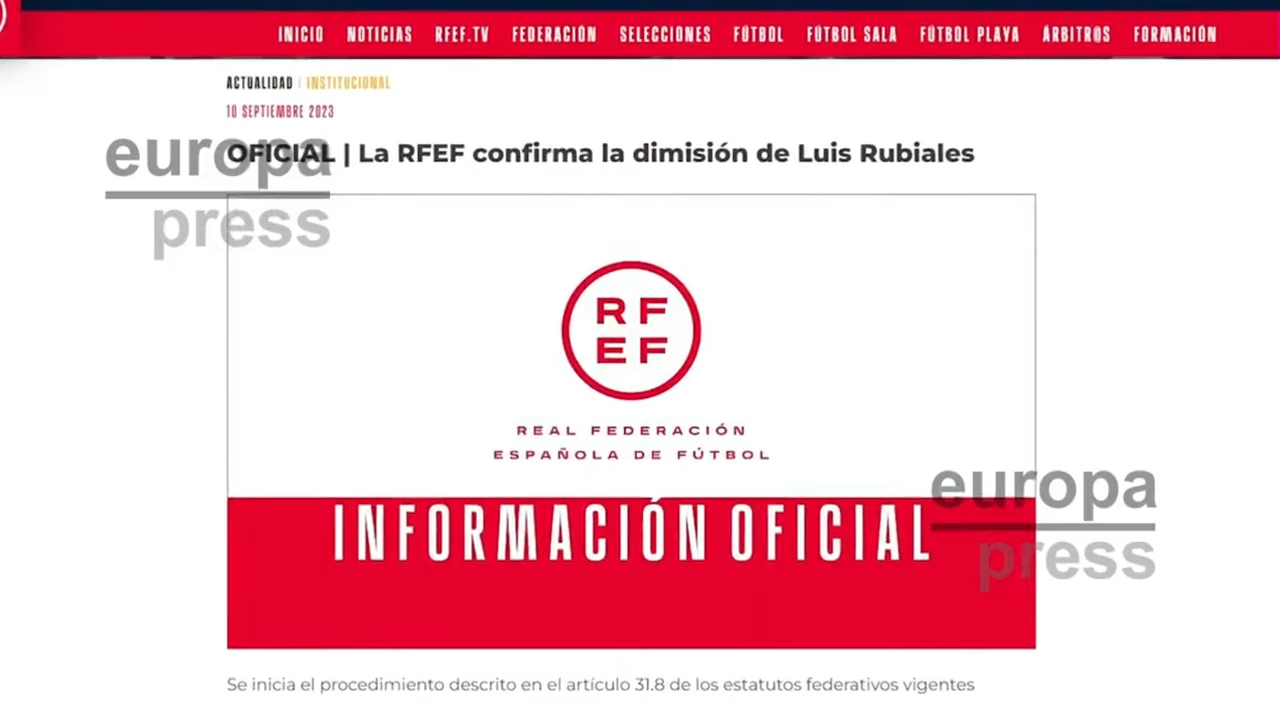 INICIO NOTICIAS RFEF.TV FEDERACIÓN SELECCIONES FÚTBOL FÚTBOL SALA FÚTBOL PLAYA ÁRBITR@S FORMACIÓN
ACTUALIDAD | INSTITUCIONAL
10 SEPTIEMBRE 2023
OFICIAL | La RFEF confirma la dimisión de Luis Rubiales
europa
press
RF
EF
REAL FEDERACIÓN
ESPAÑOLA DE FÚTBOL
INFORMACIÓN OFICIAL
europa
press
Se inicia el procedimiento descrito en el artículo 31.8 de los estatutos federativos vigentes